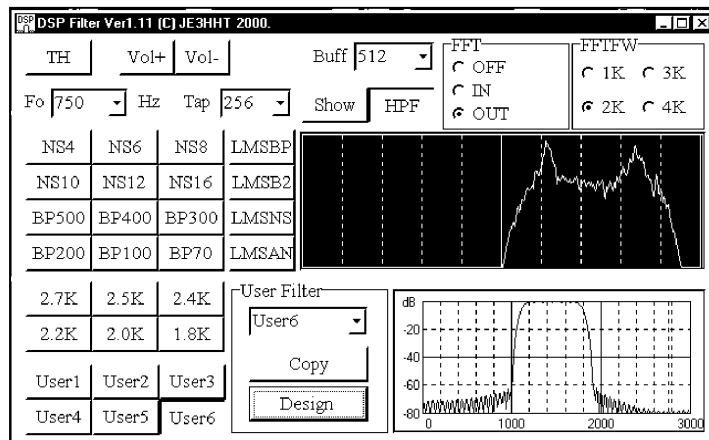 DSP DSP Filter Ver1.11 (C) JE3HHT 2000.
TH Vol+ Vol- Buff 512
FFT
OFF
IN
OUT
FFTFW
1K 3K
2K 4K
Fo 750 Hz Tap 256 Show HPF
NS4 NS6 NS8 LMSBP
NS10 NS12 NS16 LMSB2
BP500 BP400 BP300 LMSNS
BP200 BP100 BP70 LMSAN
2.7K 2.5K 2.4K
2.2K 2.0K 1.8K
User1 User2 User3
User4 User5 User6
User Filter
User6
Copy
Design
dB
-20
-40
-60
-80
0 1000 2000 3000